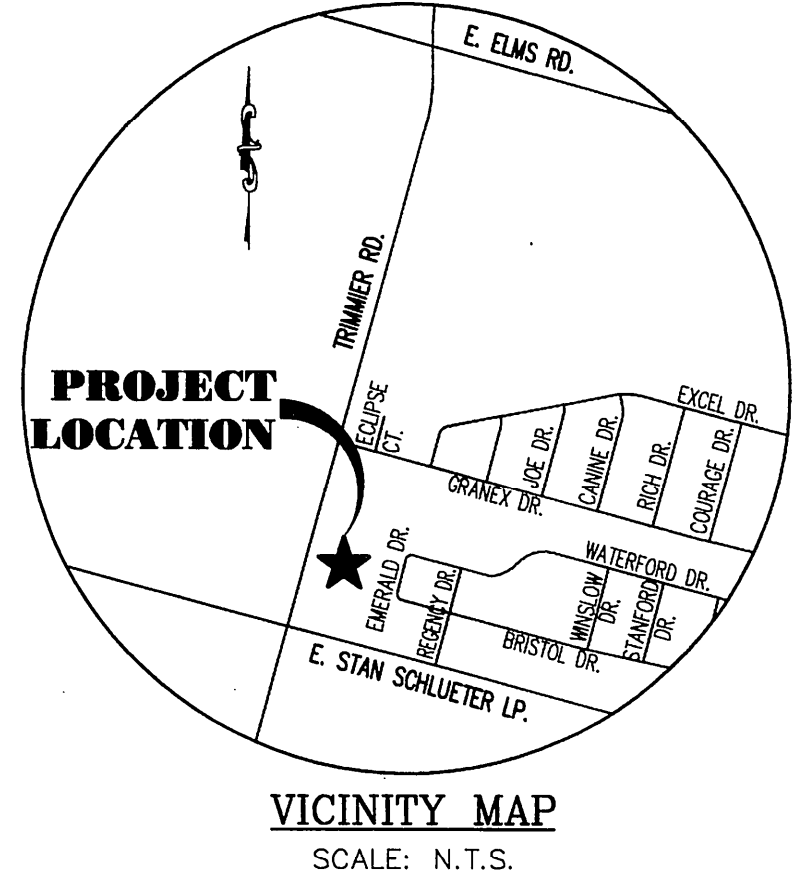 E. ELMS RD.
TRIMMIER RD.
PROJECT
LOCATION
ECLIPSE
CT.
EXCEL DR.
JOE DR.
CANINE DR.
RICH DR.
COURAGE DR.
GRANEX DR.
EMERALD DR.
REGENCY DR.
WATERFORD DR.
WINSLOW
DR.
STANFORD
DR.
BRISTOL DR.
E. STAN SCHLUETER LP.
VICINITY MAP
SCALE: N.T.S.